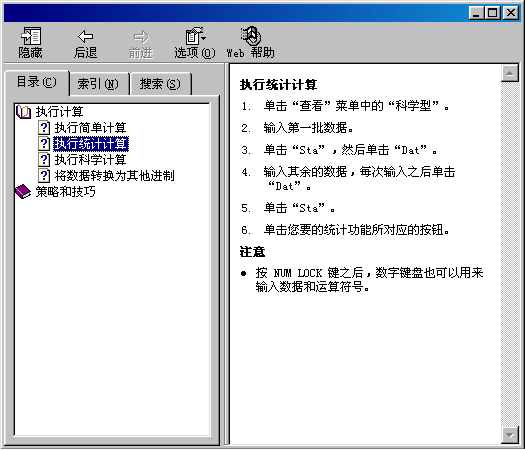 隐藏 后退 前进 选项(O) Web 帮助
目录(C) 索引(N) 搜索(S)
执行计算
执行简单计算
执行统计计算
执行科学计算
将数据转换为其他进制
策略和技巧
执行统计计算
1. 单击“查看”菜单中的“科学型”。
2. 输入第一批数据。
3. 单击“Sta”,然后单击“Dat”。
4. 输入其余的数据,每次输入之后单击
“Dat”。
5. 单击“Sta”。
6. 单击您要的统计功能所对应的按钮。
注意
● 按 NUM LOCK 键之后,数字键盘也可以用来
输入数据和运算符号。